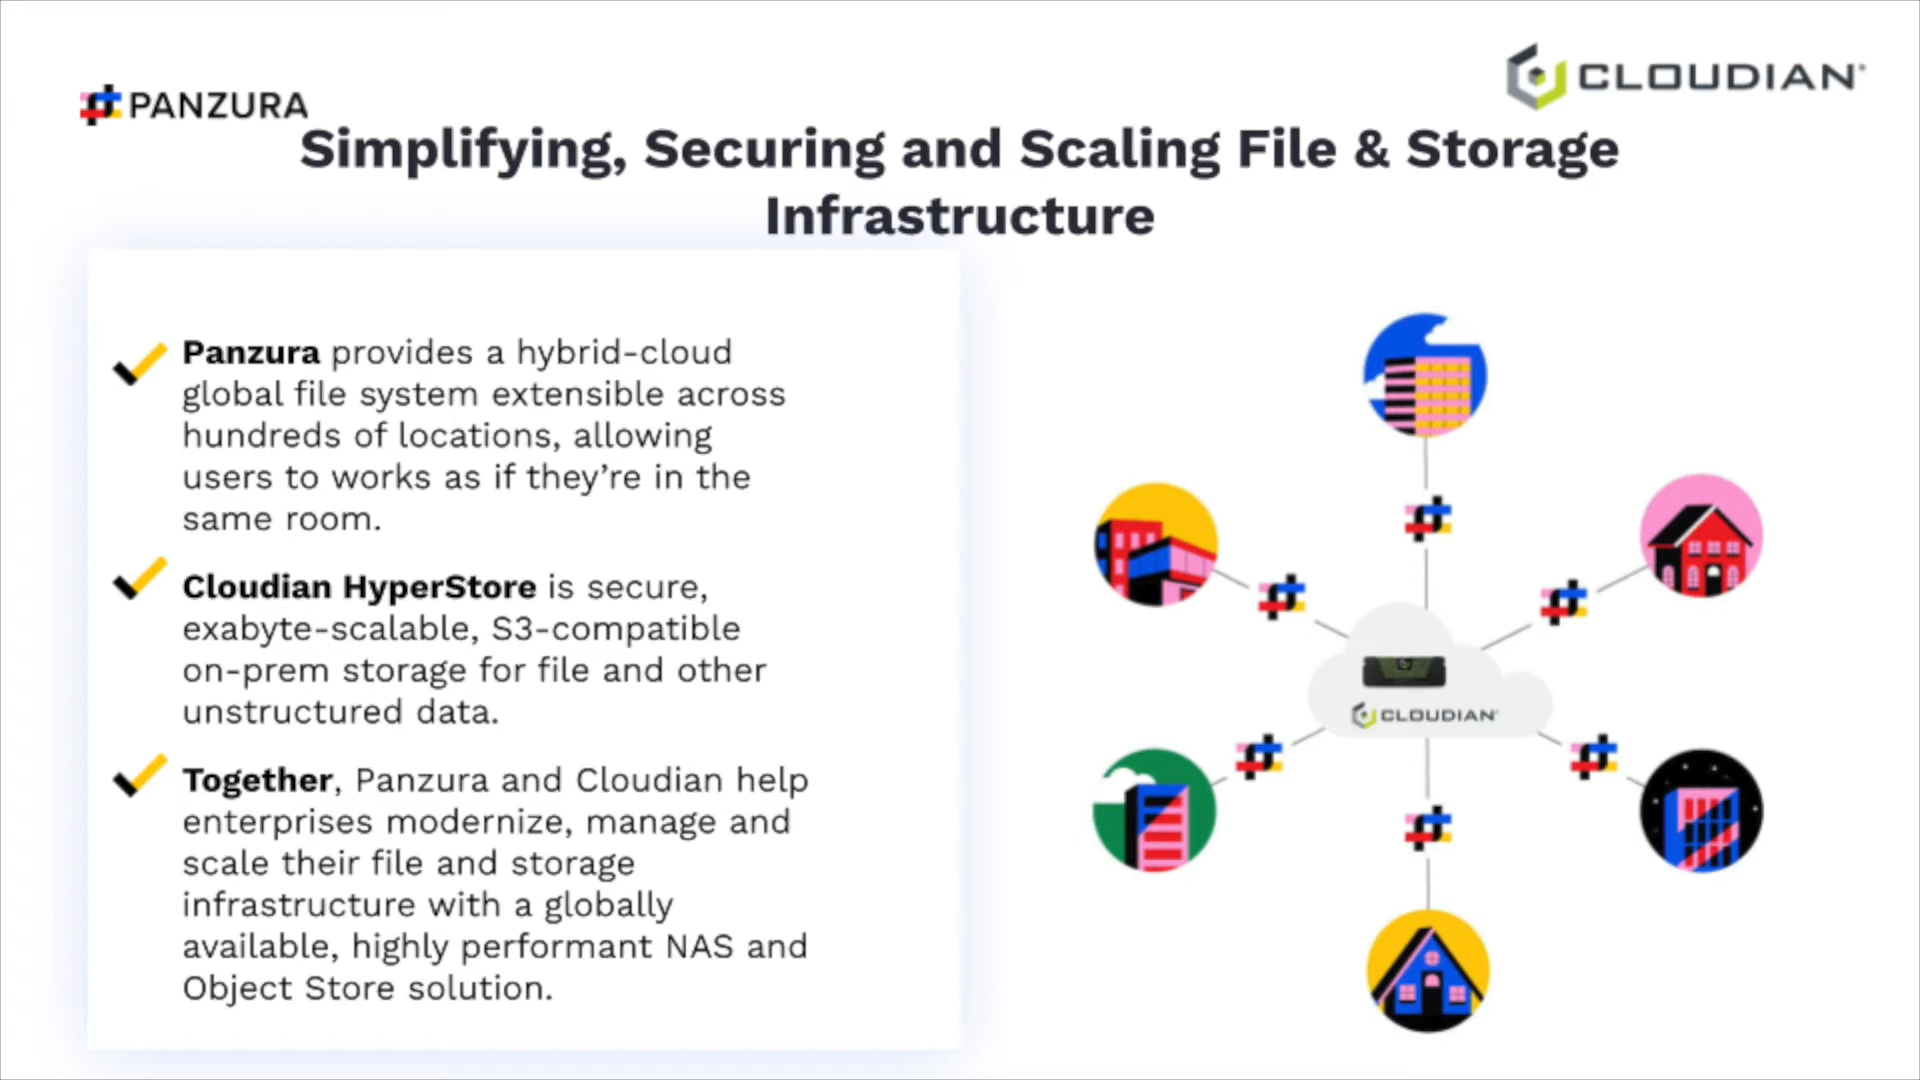 PANZURA
CLOUDIAN®
Simplifying, Securing and Scaling File & Storage
Infrastructure
Panzura provides a hybrid-cloud
global file system extensible across
hundreds of locations, allowing
users to works as if they’re in the
same room.
Cloudian HyperStore is secure,
exabyte-scalable, S3-compatible
on-prem storage for file and other
unstructured data.
Together, Panzura and Cloudian help
enterprises modernize, manage and
scale their file and storage
infrastructure with a globally
available, highly performant NAS and
Object Store solution.
CLOUDIAN®